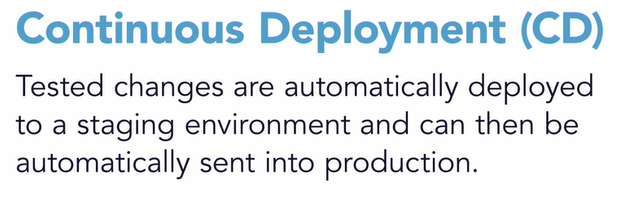 Continuous Deployment (CD)
Tested changes are automatically deployed
to a staging environment and can then be
automatically sent into production.